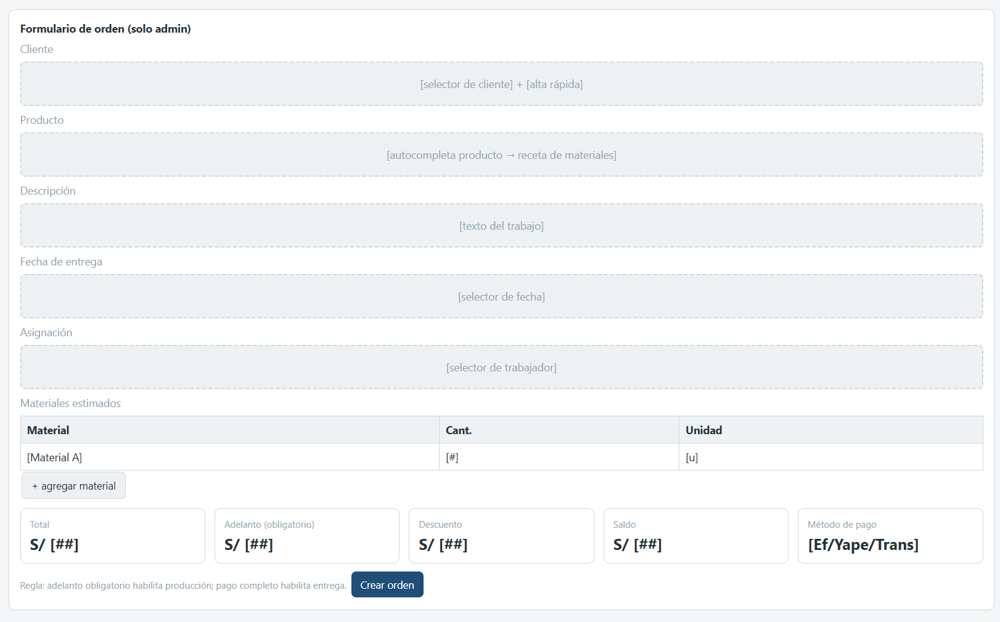 Formulario de orden (solo admin)
Cliente
[selector de cliente] + [alta rápida]
Producto
[autocompleta producto → receta de materiales]
Descripción
[texto del trabajo]
Fecha de entrega
[selector de fecha]
Asignación
[selector de trabajador]
Materiales estimados
Material Cant. Unidad
[Material A] [#] [u]
+ agregar material
Total Adelanto (obligatorio) Descuento Saldo Método de pago
S/ [##] S/ [##] S/ [##] S/ [##] [Ef/Yape/Trans]
Regla: adelanto obligatorio habilita producción; pago completo habilita entrega. Crear orden